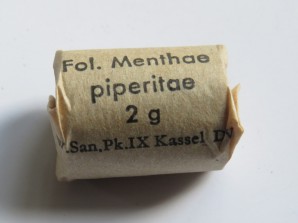 Fol. Menthae
piperitae
2 g
.San.Pk.IX Kassel